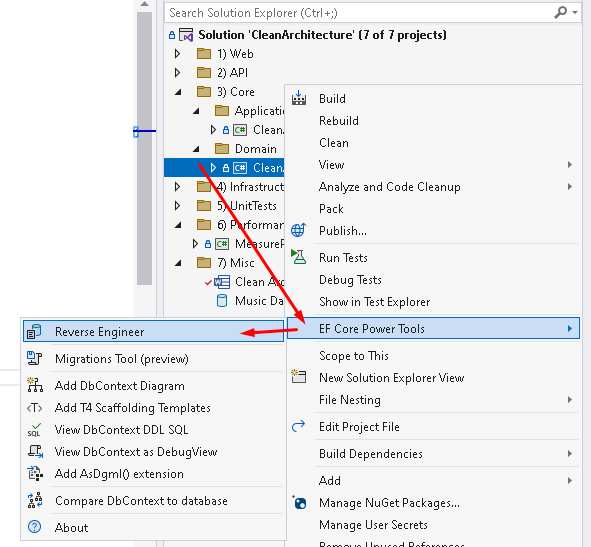 Search Solution Explorer (Ctrl+;)
Solution 'CleanArchitecture' (7 of 7 projects)
1) Web
2) API
3) Core
Applicatio
C# Clean.
Domain
C# Clean.
4) Infrastruct
5) UnitTests
6) Performan
C# MeasureP
7) Misc
Clean Arc
Music Da
Build
Rebuild
Clean
View
Analyze and Code Cleanup
Pack
Publish...
Run Tests
Debug Tests
Show in Test Explorer
EF Core Power Tools
Scope to This
New Solution Explorer View
File Nesting
Edit Project File
Build Dependencies
Add
Manage NuGet Packages...
Manage User Secrets
Remove Unused References
Reverse Engineer
Migrations Tool (preview)
Add DbContext Diagram
Add T4 Scaffolding Templates
SQL View DbContext DDL SQL
View DbContext as DebugView
Add AsDgml() extension
Compare DbContext to database
About